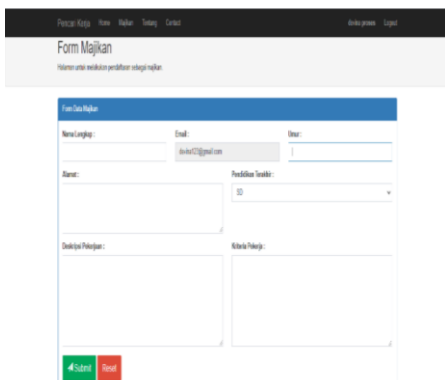 Pencari Kerja Home Majikan Tentang Contact Logout
Form Majikan
Halaman untuk melakukan pendaftaran sebagai majikan.
Form Data Majikan
Nama Lengkap : Email : Umur :
Alamat : Pendidikan Terakhir :
SD
Deskripsi Pekerjaan : Kriteria Pekerja :
Submit Reset